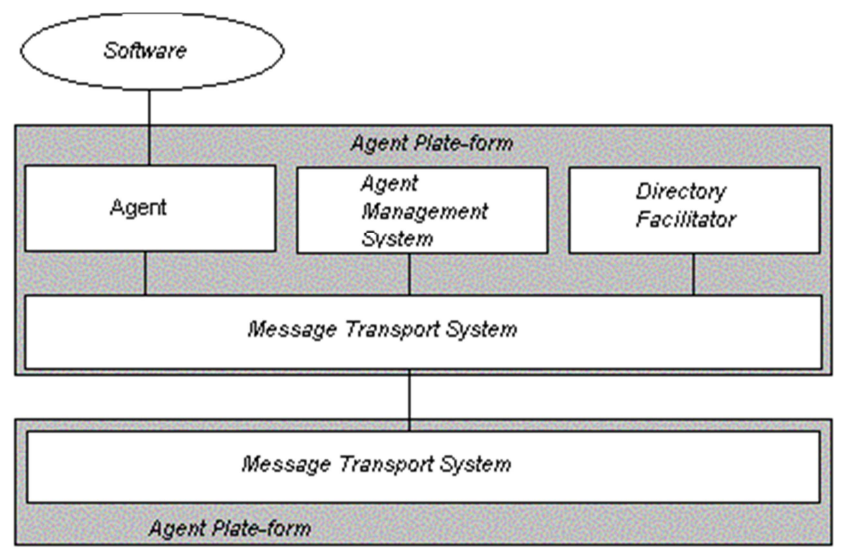 Software
Agent Plate-form
Agent
Agent
Management
System
Directory
Facilitator
Message Transport System
Message Transport System
Agent Plate-form